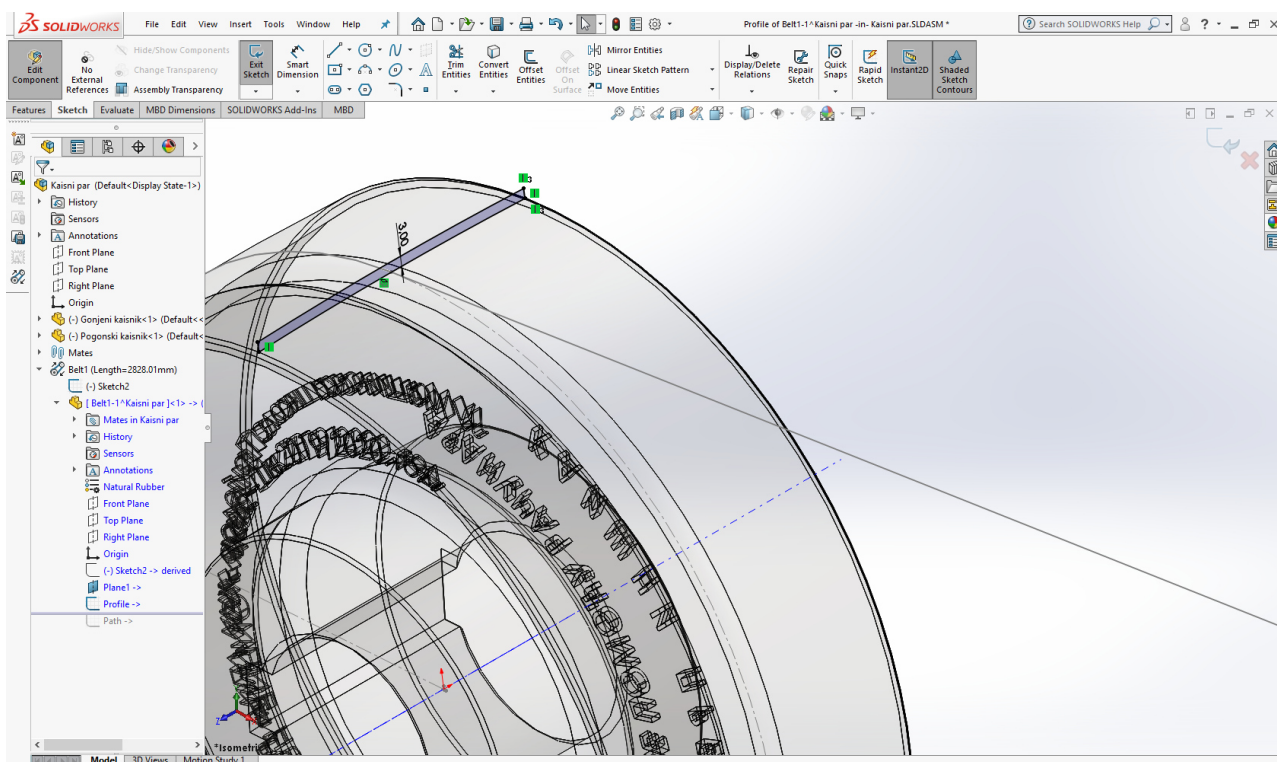 SOLIDWORKS File Edit View Insert Tools Window Help Profile of Belt1-1^Kaisni par -in- Kaisni par.SLDASM * Search SOLIDWORKS Help ?
Edit Component
No External References
Hide/Show Components
Change Transparency
Assembly Transparency
Exit Sketch
Smart Dimension
Trim Entities
Convert Entities
Offset Entities
Offset On Surface
Mirror Entities
Linear Sketch Pattern
Move Entities
Display/Delete Relations
Repair Sketch
Quick Snaps
Rapid Sketch
Instant2D
Shaded Sketch Contours
Features Sketch Evaluate MBD Dimensions SOLIDWORKS Add-Ins MBD
Kaisni par (Default<Display State-1>)
History
Sensors
Annotations
Front Plane
Top Plane
Right Plane
Origin
(-) Gonjeni kaisnik<1> (Default<<
(-) Pogonski kaisnik<1> (Default<
Mates
Belt1 (Length=2828.01mm)
(-) Sketch2
[ Belt1-1^Kaisni par ]<1> -> (
Mates in Kaisni par
History
Sensors
Annotations
Natural Rubber
Front Plane
Top Plane
Right Plane
Origin
(-) Sketch2 -> derived
Plane1 ->
Profile ->
Path ->
3.00
3
3
Z
*Isometri
Model 3D Views Motion Study 1